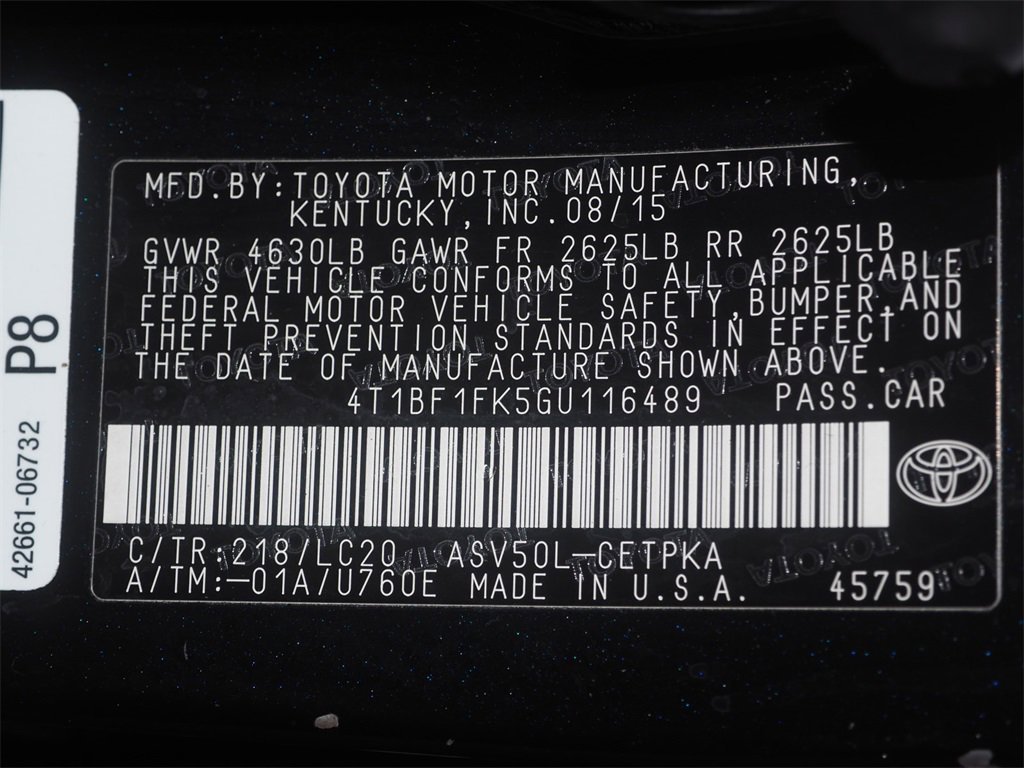 MFD.BY:TOYOTA MOTOR MANUFACTURING,
KENTUCKY,INC.08/15
GVWR 4630LB GAWR FR 2625LB RR 2625LB
THIS VEHICLE CONFORMS TO ALL APPLICABLE
FEDERAL MOTOR VEHICLE SAFETY,BUMPER,AND
THEFT PREVENTION STANDARDS IN EFFECT ON
THE DATE OF MANUFACTURE SHOWN ABOVE.
4T1BF1FK5GU116489 PASS.CAR
C/TR:218/LC20 ASV50L-CETPKA
A/TM:-01A/U760E MADE IN U.S.A. 45759
P8
42661-06732